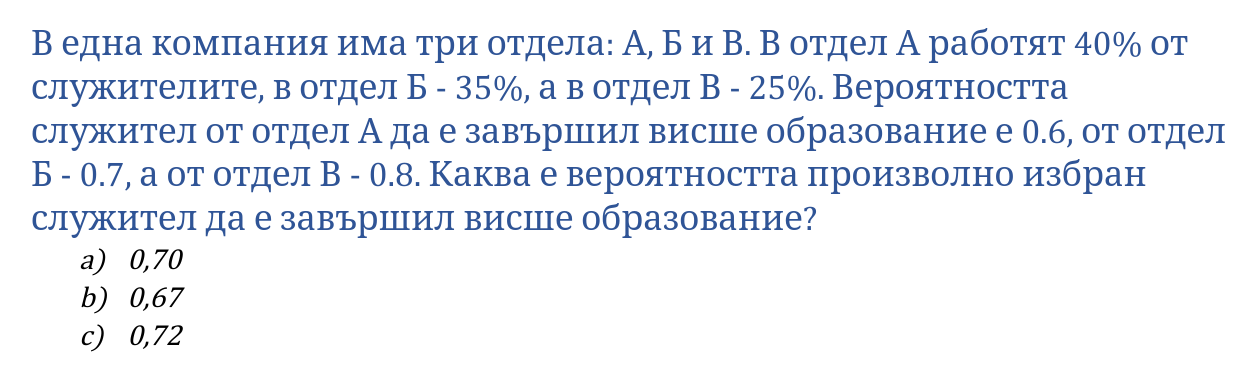 В една компания има три отдела: А, Б и В. В отдел А работят 40% от
служителите, в отдел Б - 35%, а в отдел В - 25%. Вероятността
служител от отдел А да е завършил висше образование е 0.6, от отдел
Б - 0.7, а от отдел В - 0.8. Каква е вероятността произволно избран
служител да е завършил висше образование?
a) 0,70
b) 0,67
c) 0,72